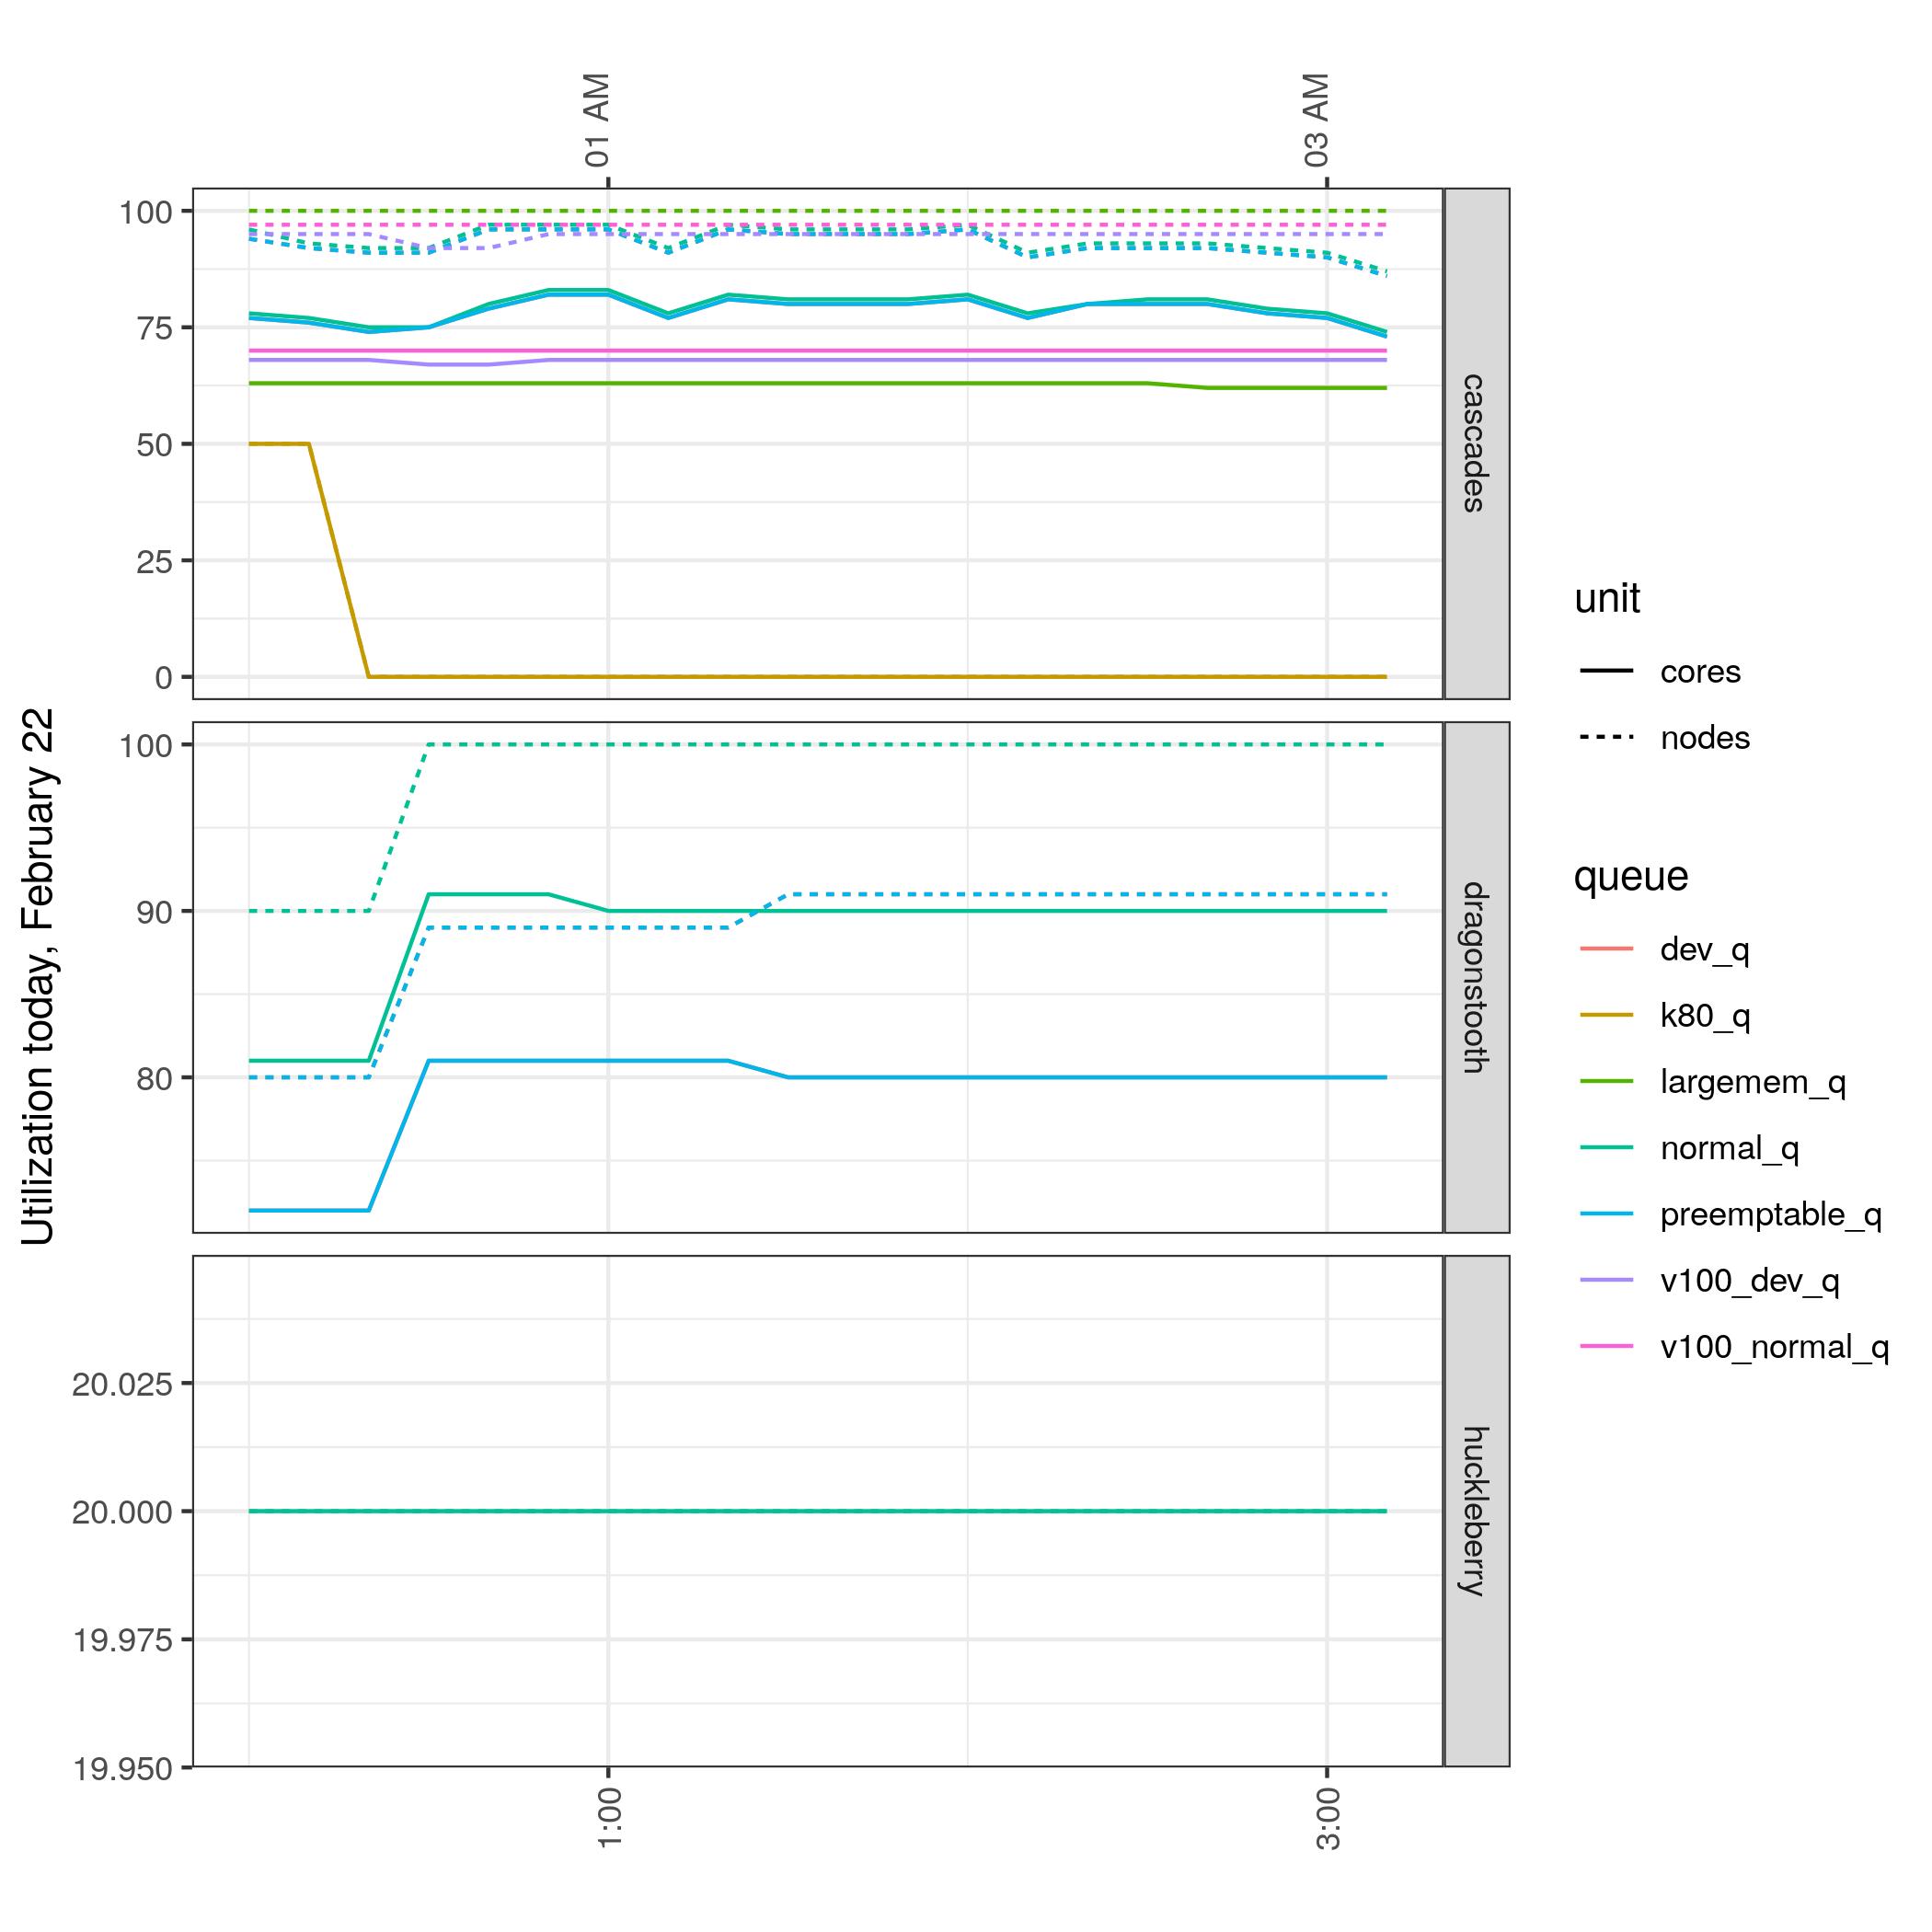 01 AM
03 AM
100
75
50
25
0
cascades
Utilization today, February 22
100
90
80
dragonstooth
20.025
20.000
19.975
19.950
huckleberry
1:00
3:00
unit
cores
nodes
queue
dev_q
k80_q
largemem_q
normal_q
preemptable_q
v100_dev_q
v100_normal_q